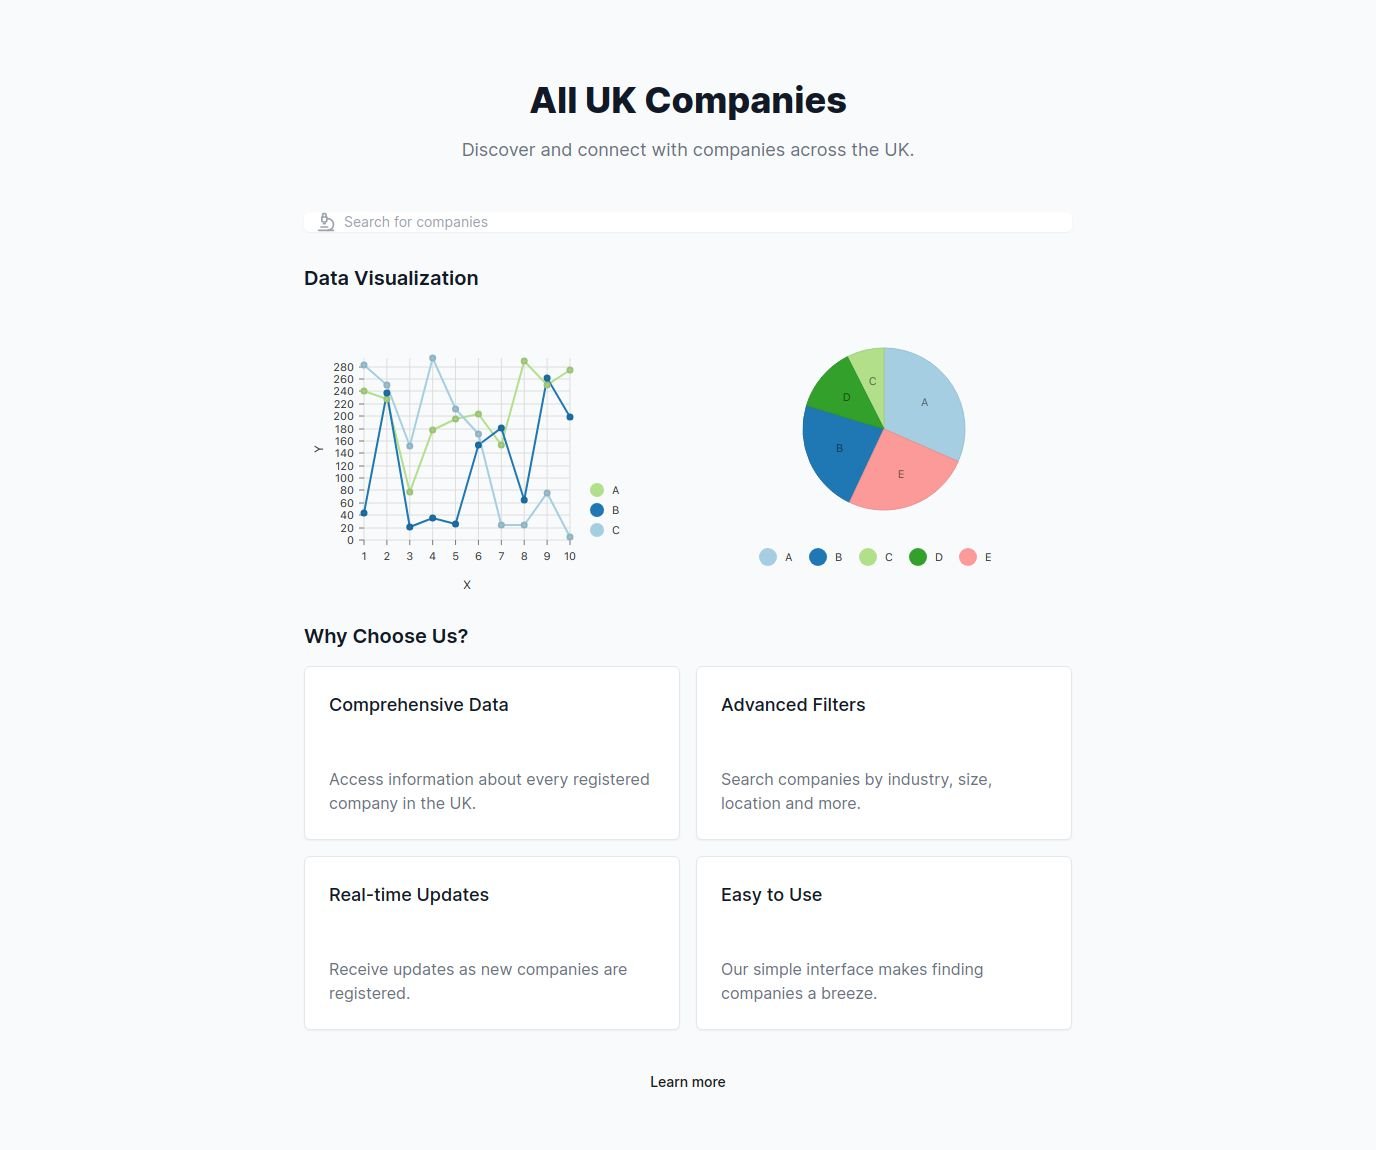 All UK Companies
Discover and connect with companies across the UK.
Search for companies
Data Visualization
280
260
240
220
200
180
160
140
120
100
80
60
40
20
0
Y
1 2 3 4 5 6 7 8 9 10
X
A
B
C
A
B
C
D
E
A B C D E
Why Choose Us?
Comprehensive Data
Access information about every registered
company in the UK.
Advanced Filters
Search companies by industry, size,
location and more.
Real-time Updates
Receive updates as new companies are
registered.
Easy to Use
Our simple interface makes finding
companies a breeze.
Learn more